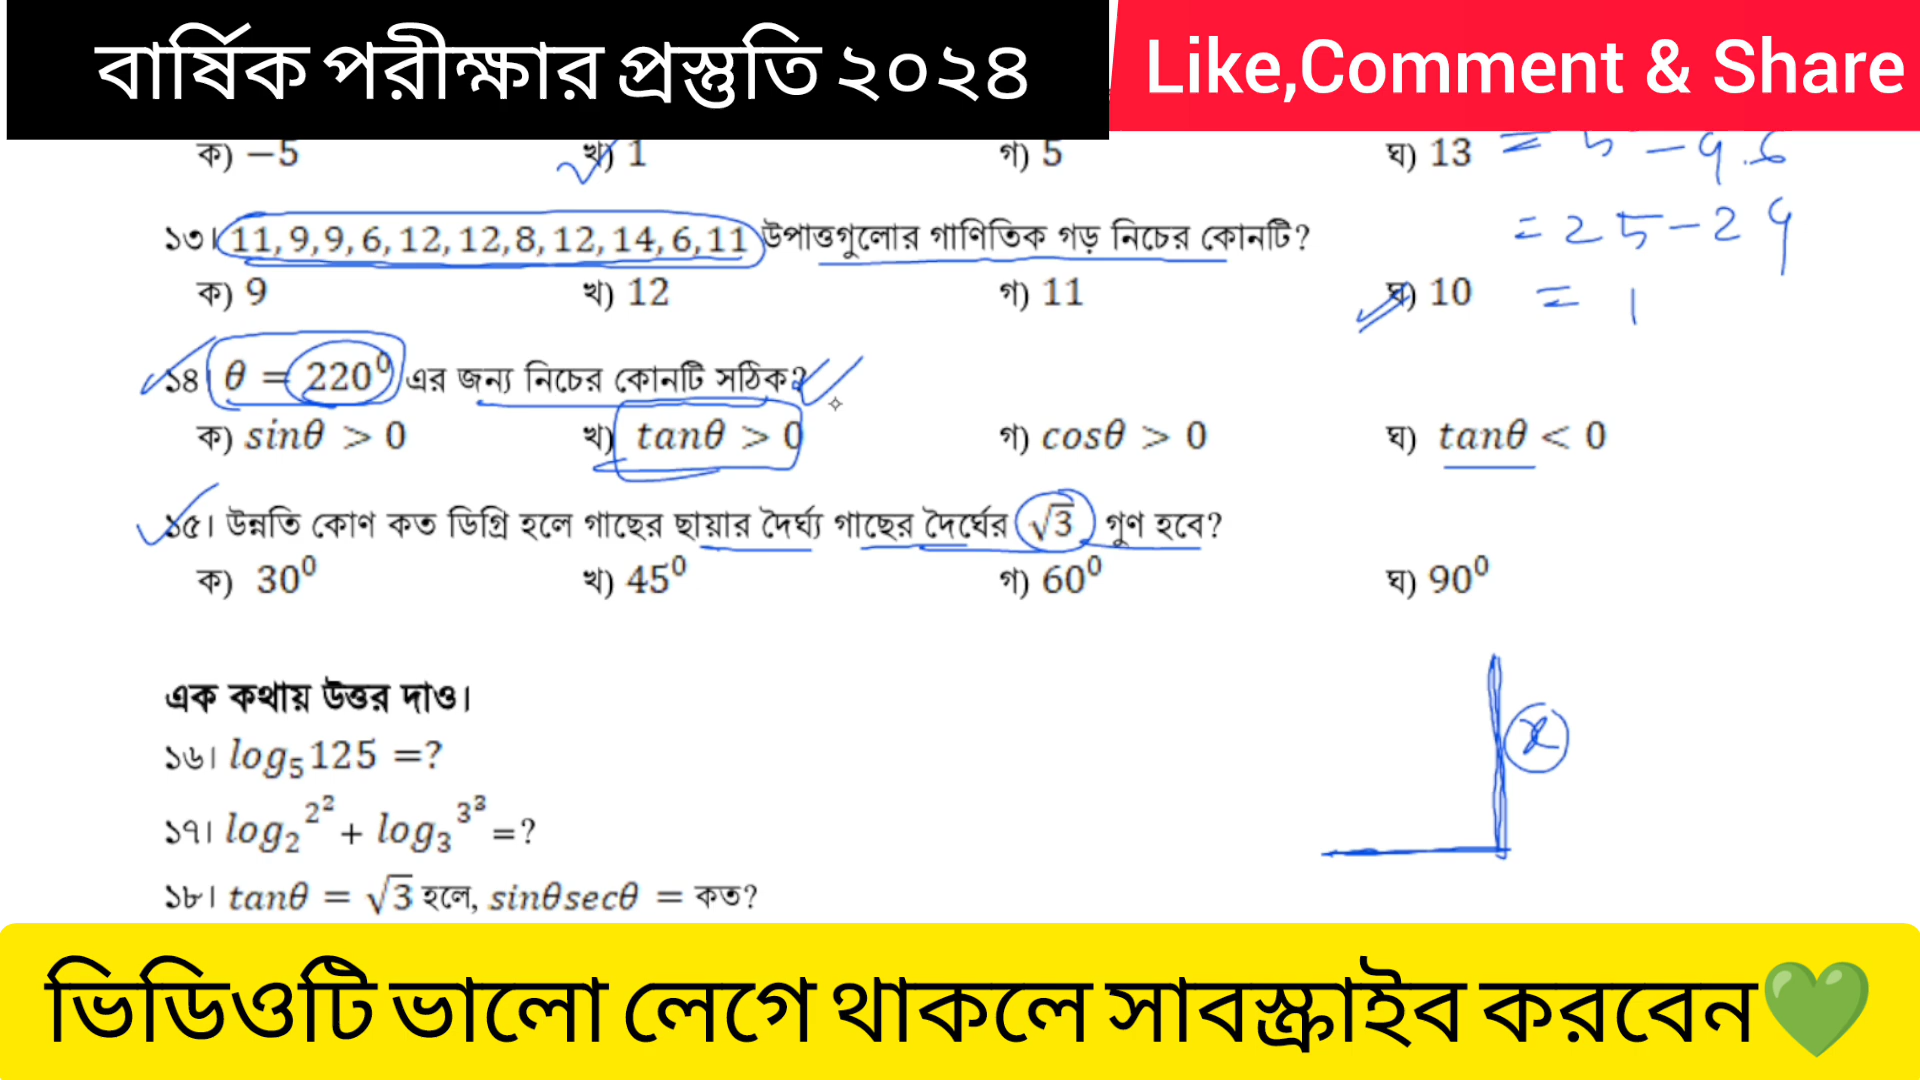 বার্ষিক পরীক্ষার প্রস্তুতি ২০২৪
Like,Comment & Share
ক) −5 খ) 1 গ) 5 ঘ) 13
১৩। 11, 9, 9, 6, 12, 12, 8, 12, 14, 6, 11 উপাত্তগুলোর গাণিতিক গড় নিচের কোনটি?
= 25 − 24
ক) 9 খ) 12 গ) 11 ঘ) 10
= 1
১৪ θ = 220⁰ এর জন্য নিচের কোনটি সঠিক?
ক) sinθ > 0 খ) tanθ > 0 গ) cosθ > 0 ঘ) tanθ < 0
১৫। উন্নতি কোণ কত ডিগ্রি হলে গাছের ছায়ার দৈর্ঘ্য গাছের দৈর্ঘের √3 গুণ হবে?
ক) 30⁰ খ) 45⁰ গ) 60⁰ ঘ) 90⁰
এক কথায় উত্তর দাও।
x
১৬। log₅125 =?
১৭। log₂2² + log₃3³ =?
১৮। tanθ = √3 হলে, sinθsecθ = কত?
ভিডিওটি ভালো লেগে থাকলে সাবস্ক্রাইব করবেন